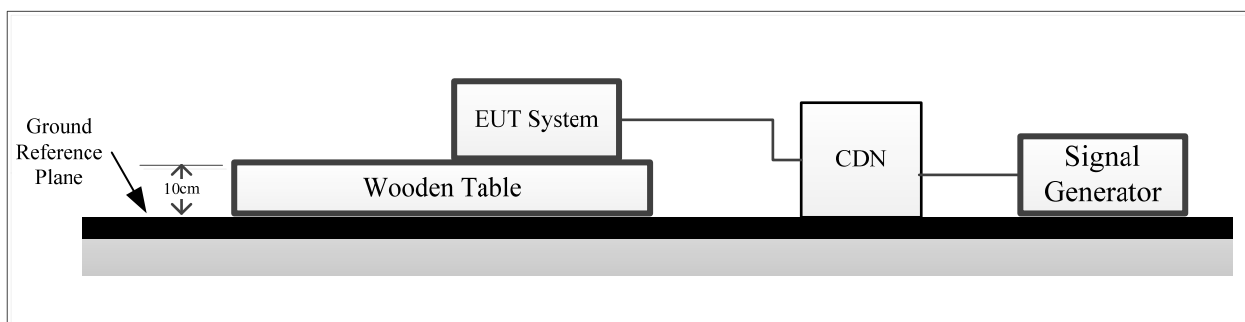 EUT System
Ground
Reference
Plane
10cm
Wooden Table
CDN
Signal
Generator